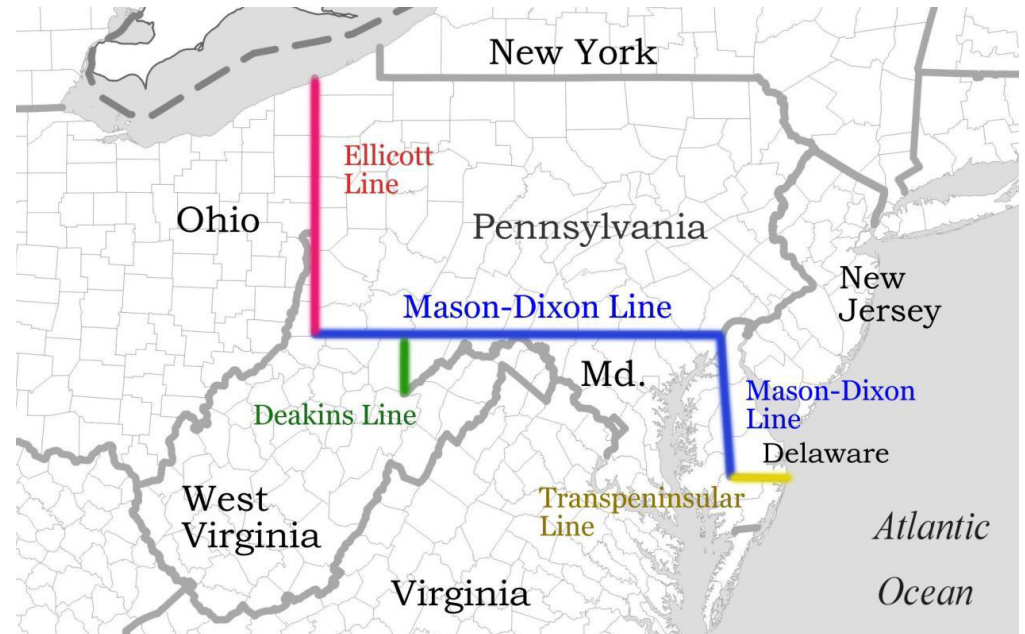 New York
Ellicott
Line
Ohio
Pennsylvania
New
Jersey
Mason-Dixon Line
Md.
Mason-Dixon
Line
Deakins Line
Delaware
West
Virginia
Transpeninsular
Line
Atlantic
Ocean
Virginia